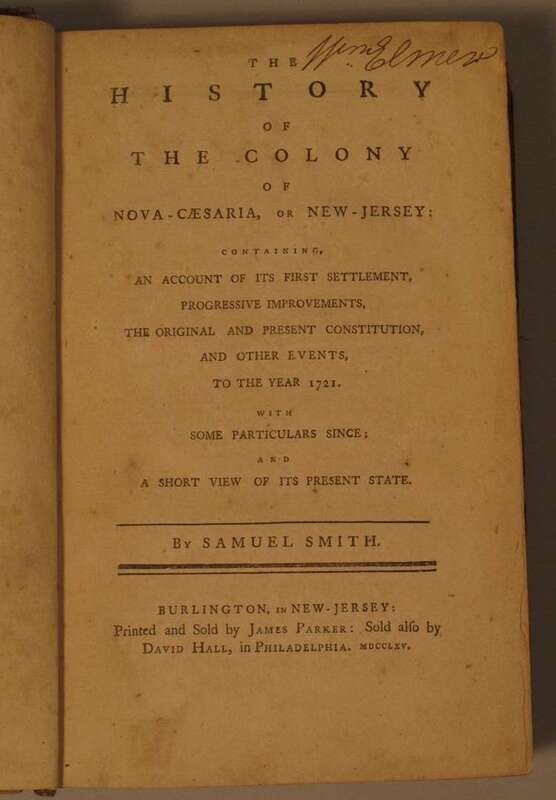 Wm. Elmer
THE
HISTORY
OF
THE COLONY
OF
NOVA-CÆSARIA, OR NEW-JERSEY:
CONTAINING,
AN ACCOUNT OF ITS FIRST SETTLEMENT,
PROGRESSIVE IMPROVEMENTS,
THE ORIGINAL AND PRESENT CONSTITUTION,
AND OTHER EVENTS,
TO THE YEAR 1721.
WITH
SOME PARTICULARS SINCE;
AND
A SHORT VIEW OF ITS PRESENT STATE.
BY SAMUEL SMITH.
BURLINGTON, IN NEW-JERSEY:
Printed and Sold by JAMES PARKER: Sold alſo by
DAVID HALL, in PHILADELPHIA. MDCCLXV.